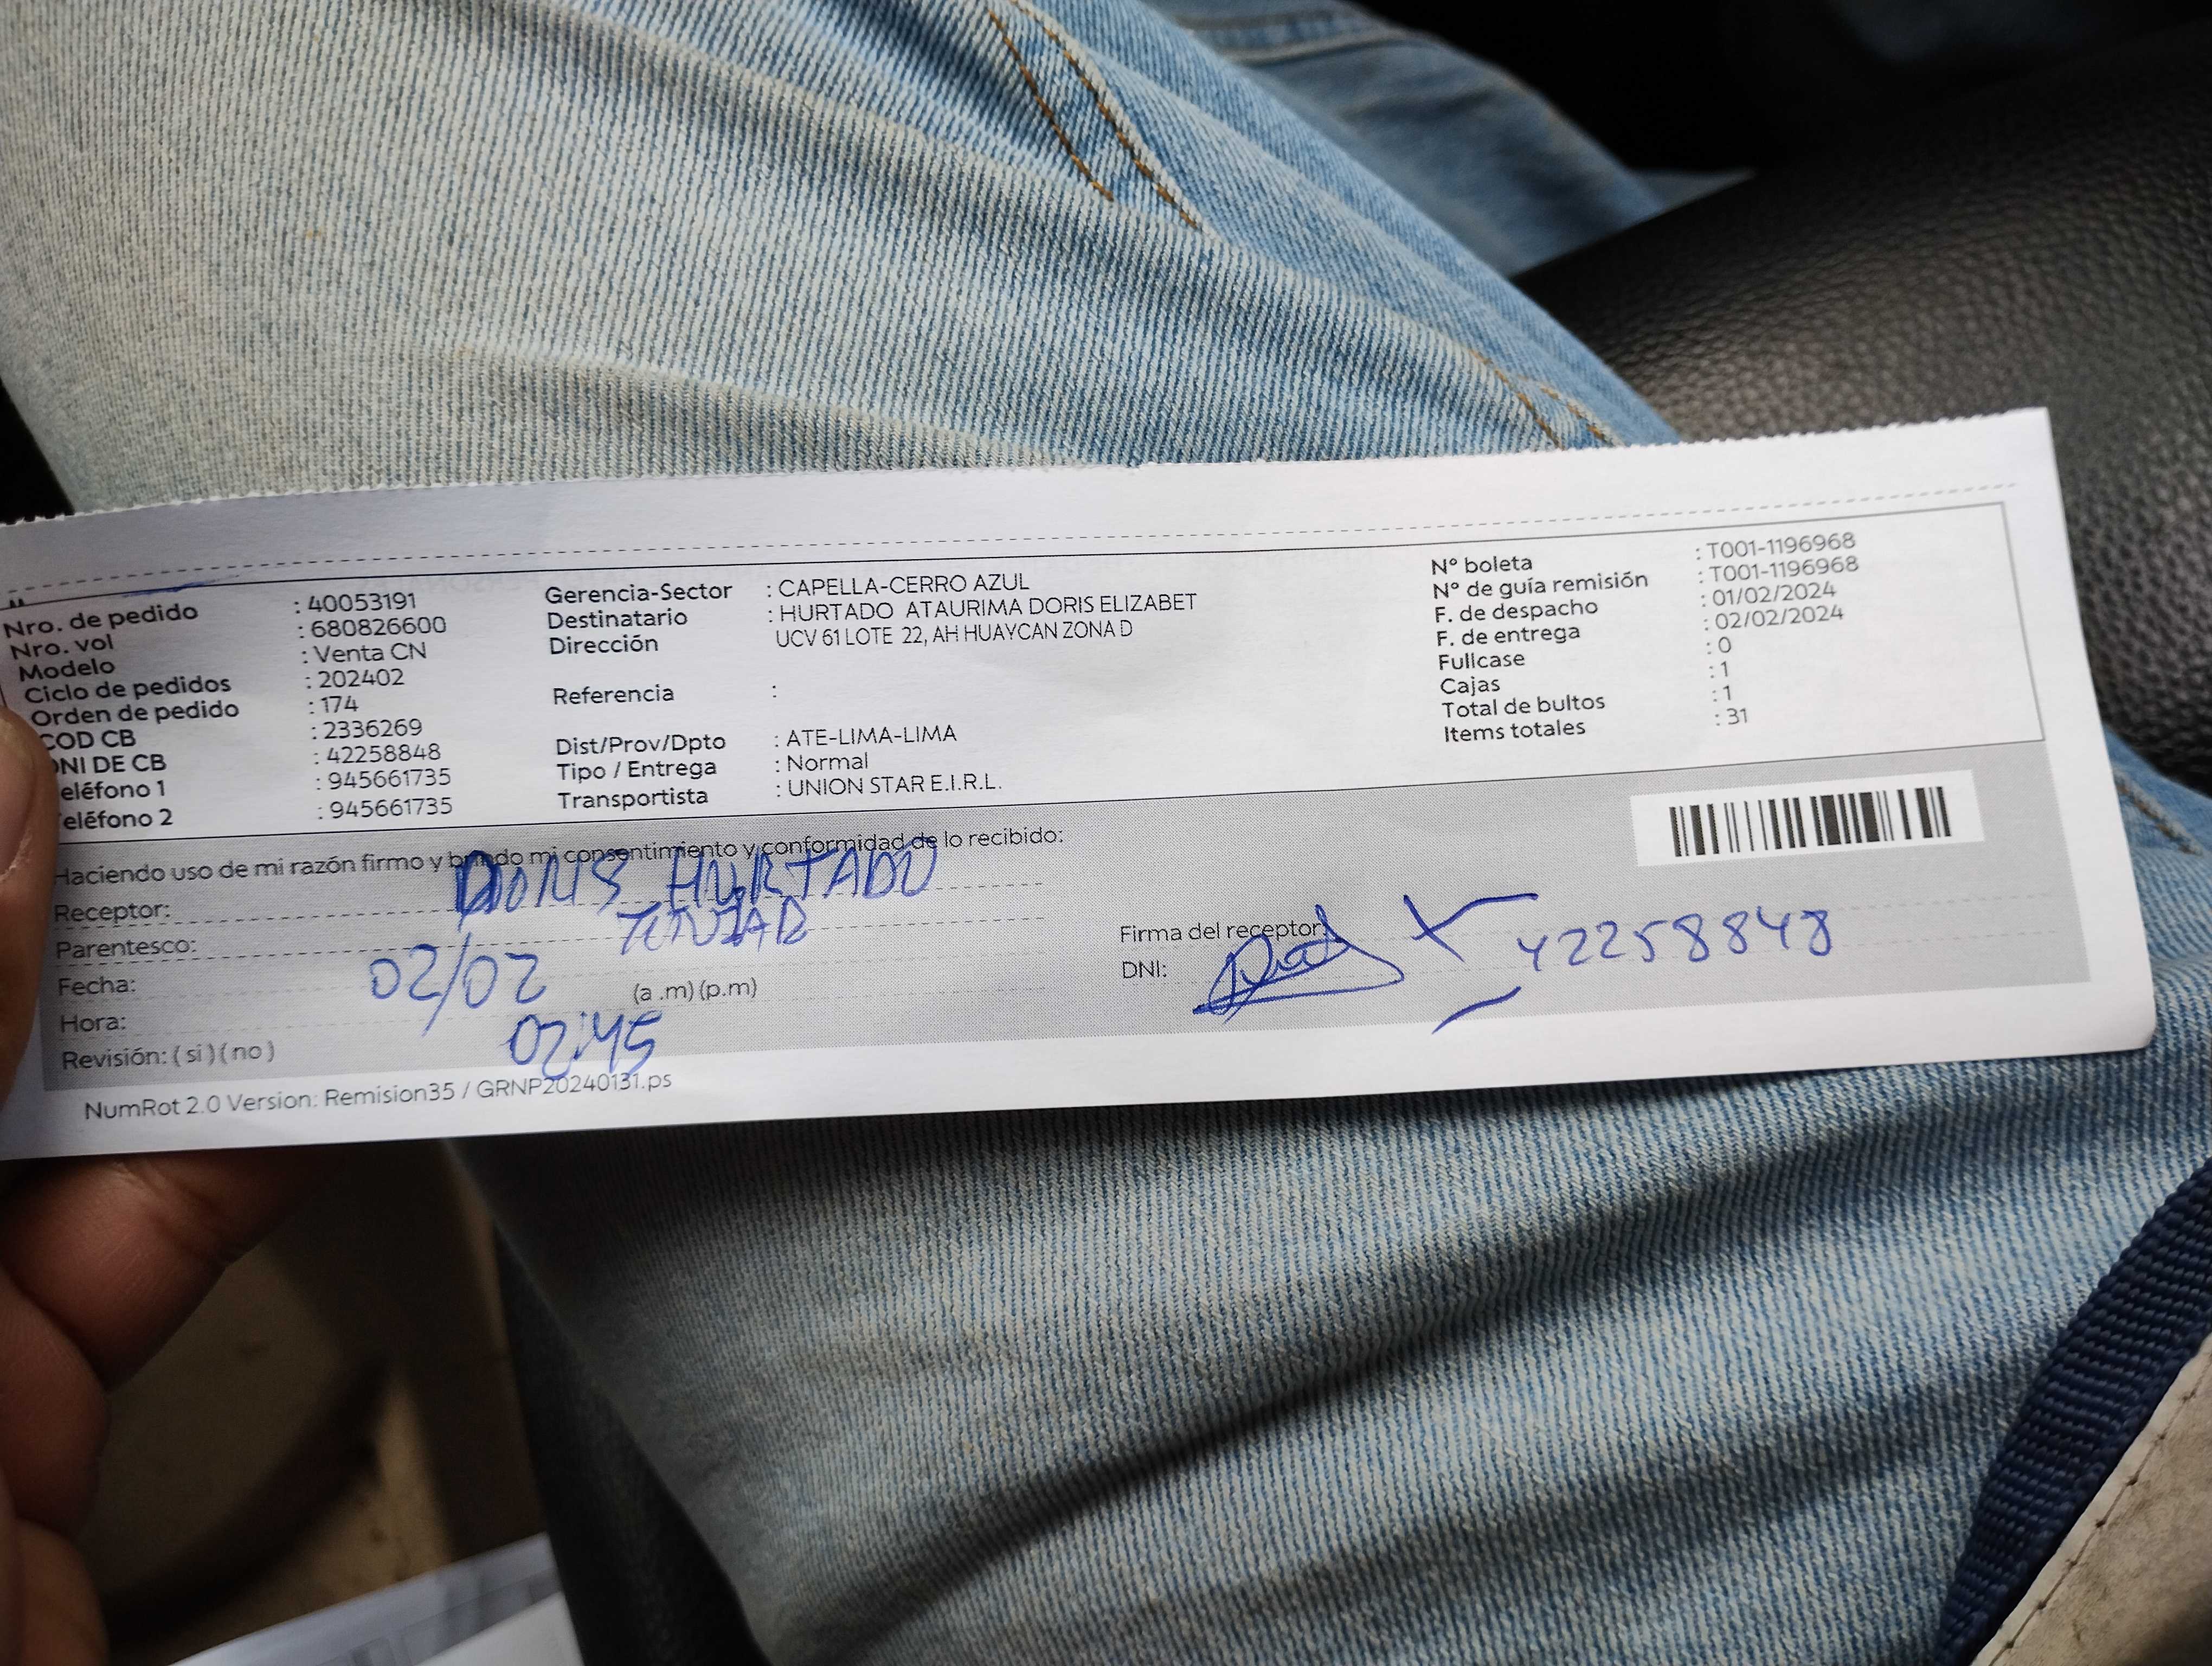 Nro. de pedido : 40053191
Nro. vol : 680826600
Modelo : Venta CN
Ciclo de pedidos : 202402
Orden de pedido : 174
COD CB : 2336269
DNI DE CB : 42258848
eléfono 1 : 945661735
eléfono 2 : 945661735
Gerencia-Sector : CAPELLA-CERRO AZUL
Destinatario : HURTADO ATAURIMA DORIS ELIZABET
Dirección UCV 61 LOTE 22, AH HUAYCAN ZONA D
Referencia :
Dist/Prov/Dpto : ATE-LIMA-LIMA
Tipo / Entrega : Normal
Transportista : UNION STAR E.I.R.L.
N° boleta : T001-1196968
N° de guía remisión : T001-1196968
F. de despacho : 01/02/2024
F. de entrega : 02/02/2024
Fullcase : 0
Cajas : 1
Total de bultos : 1
Items totales : 31
Haciendo uso de mi razón firmo y brindo mi consentimiento y conformidad de lo recibido:
Receptor: DORIS HURTADO
Parentesco:
Fecha: 02/02
(a .m) (p.m)
Hora: 02:45
Revisión: ( si ) ( no )
Firma del receptor:
DNI: 42258848
NumRot 2.0 Version: Remision35 / GRNP20240131.ps